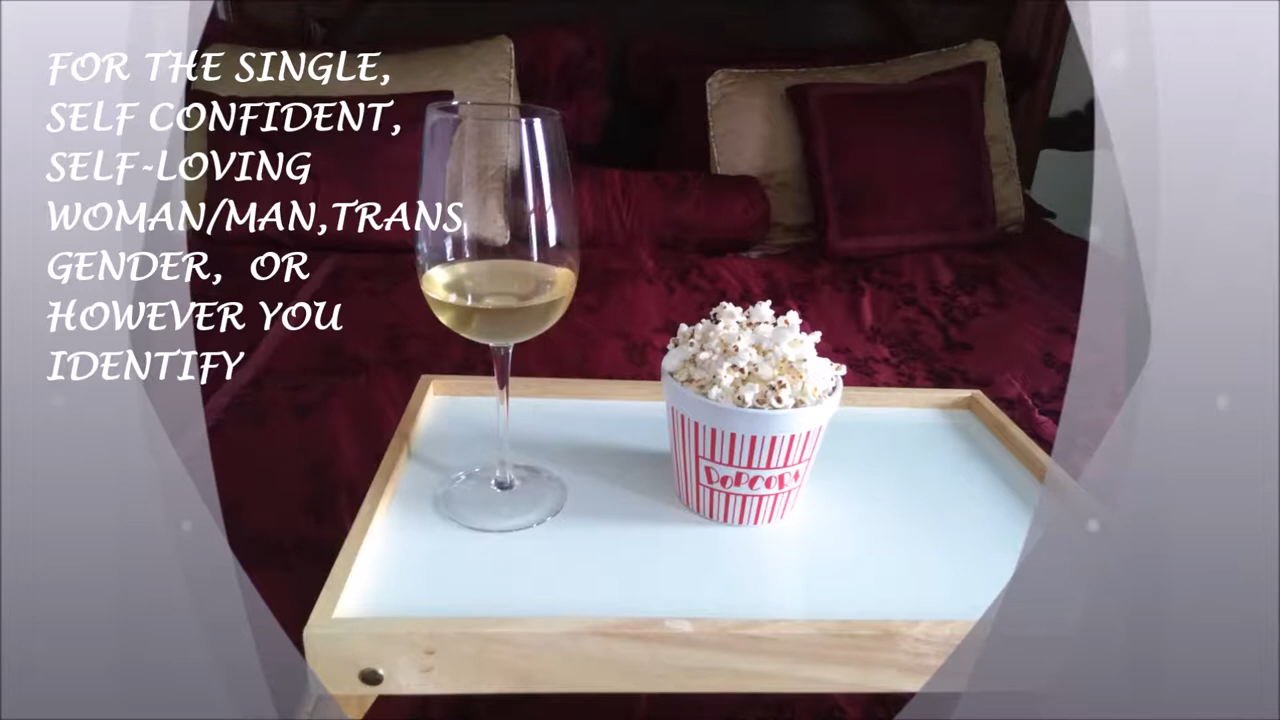 FOR THE SINGLE,
SELF CONFIDENT,
SELF-LOVING
WOMAN/MAN,TRANS
GENDER, OR
HOWEVER YOU
IDENTIFY
POPCORN